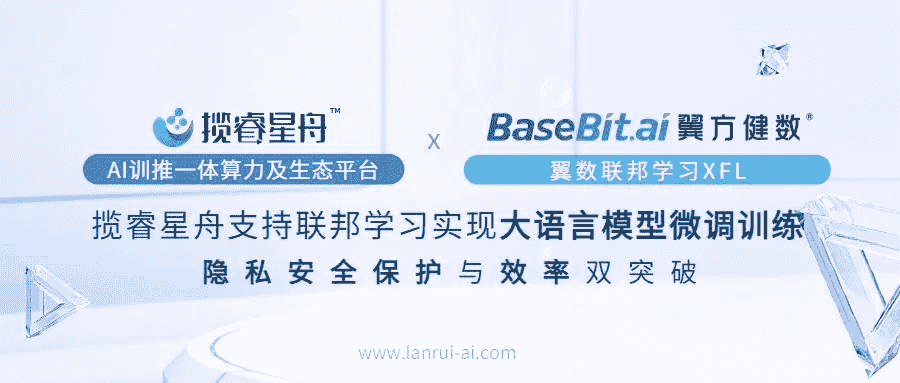 揽睿星舟™ x BaseBit.ai 翼方健数®
AI训推一体算力及生态平台 翼数联邦学习XFL
揽睿星舟支持联邦学习实现大语言模型微调训练
隐私安全保护与效率双突破
www.lanrui-ai.com